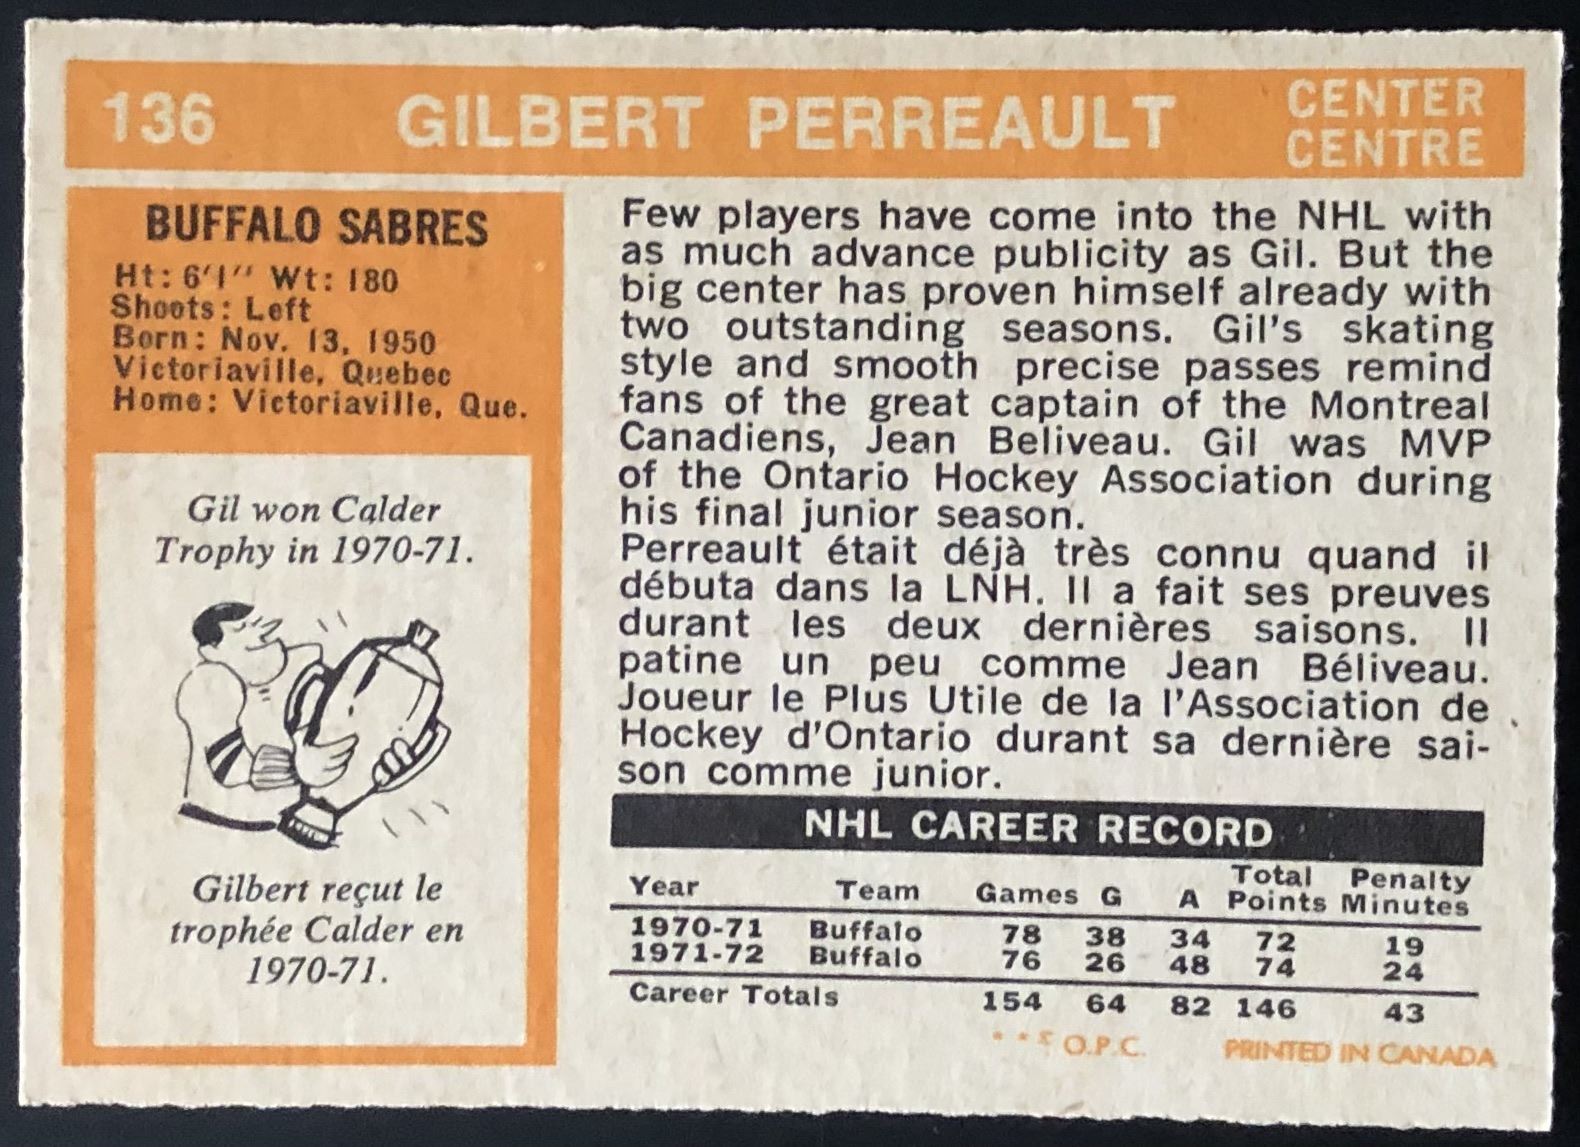 136 GILBERT PERREAULT CENTER
CENTRE
BUFFALO SABRES
Ht: 6'1" Wt: 180
Shoots: Left
Born: Nov. 13, 1950
Victoriaville, Quebec
Home: Victoriaville, Que.
Gil won Calder
Trophy in 1970-71.
Gilbert reçut le
trophée Calder en
1970-71.
Few players have come into the NHL with
as much advance publicity as Gil. But the
big center has proven himself already with
two outstanding seasons. Gil's skating
style and smooth precise passes remind
fans of the great captain of the Montreal
Canadiens, Jean Beliveau. Gil was MVP
of the Ontario Hockey Association during
his final junior season.
Perreault était déjà très connu quand il
débuta dans la LNH. Il a fait ses preuves
durant les deux dernières saisons. Il
patine un peu comme Jean Béliveau.
Joueur le Plus Utile de la l'Association de
Hockey d'Ontario durant sa dernière sai-
son comme junior.
NHL CAREER RECORD
Year Team Games G A Total Points Penalty Minutes
1970-71 Buffalo 78 38 34 72 19
1971-72 Buffalo 76 26 48 74 24
Career Totals 154 64 82 146 43
O.P.C. PRINTED IN CANADA